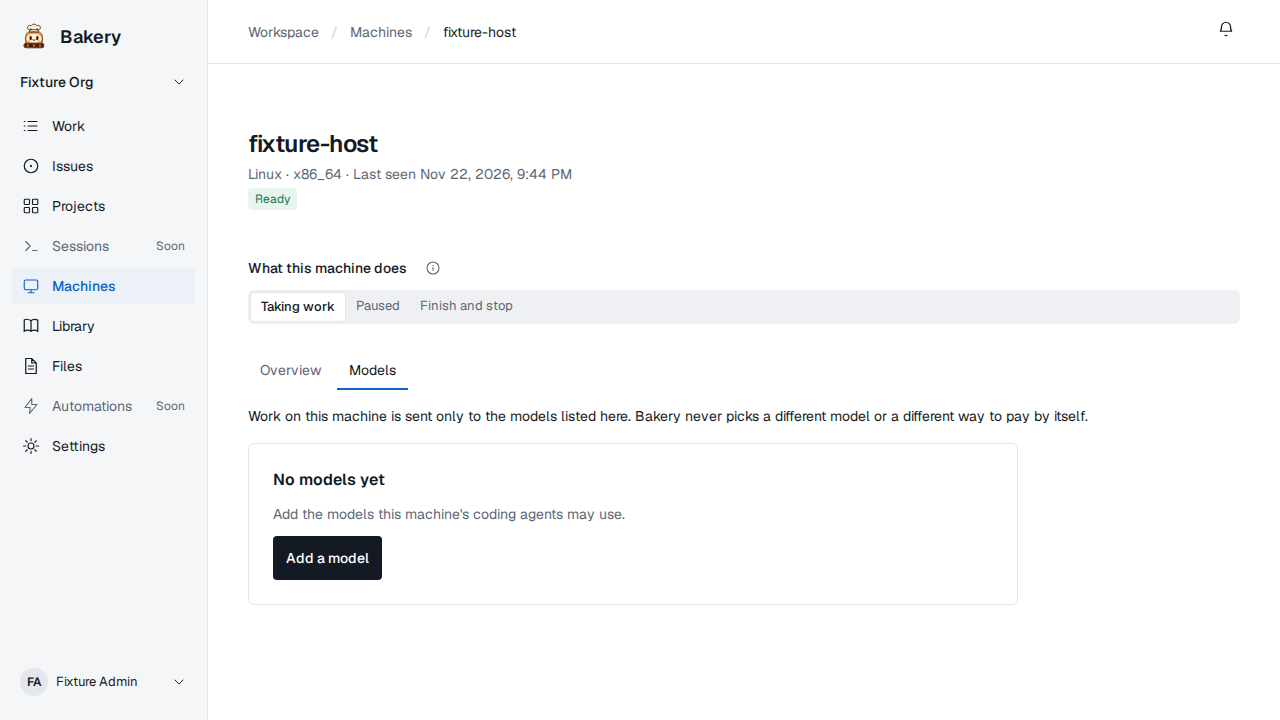 Bakery
Fixture Org
Work
Issues
Projects
Sessions Soon
Machines
Library
Files
Automations Soon
Settings
FA Fixture Admin
Workspace / Machines / fixture-host
fixture-host
Linux · x86_64 · Last seen Nov 22, 2026, 9:44 PM
Ready
What this machine does
Taking work Paused Finish and stop
Overview Models
Work on this machine is sent only to the models listed here. Bakery never picks a different model or a different way to pay by itself.
No models yet
Add the models this machine's coding agents may use.
Add a model